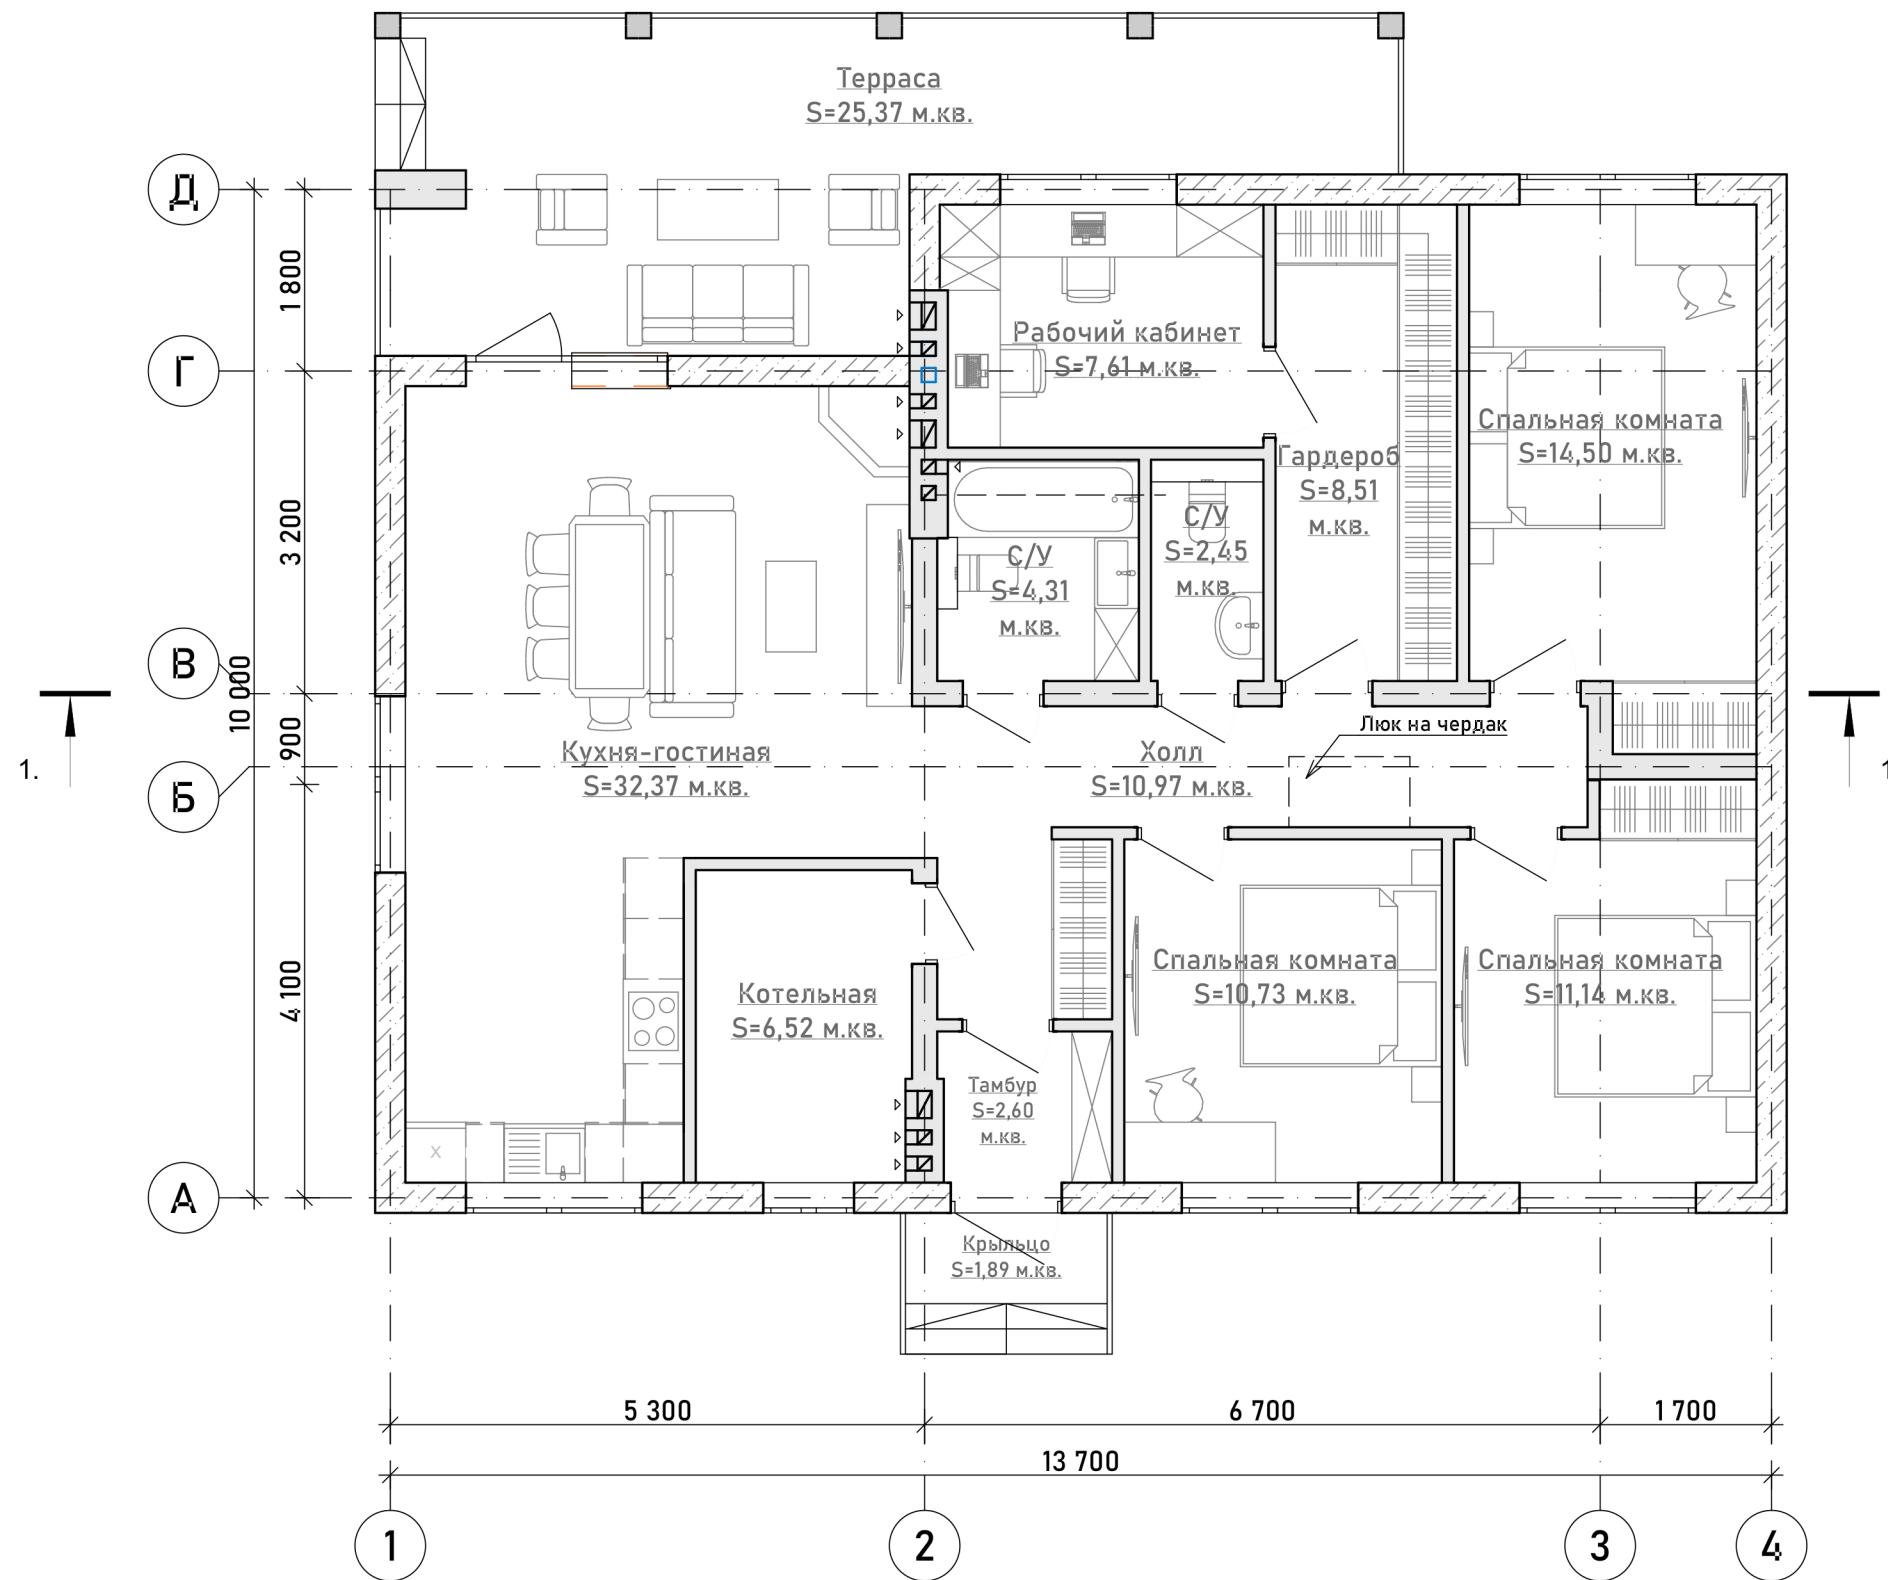 Терраса
S=25,37 м.кв.
Д
1 800
Рабочий кабинет
S=7,61 м.кв.
Г
Спальная комната
S=14,50 м.кв.
Гардероб
S=8,51
м.кв.
3 200
С/У
S=2,45
м.кв.
С/У
S=4,31
м.кв.
В
10 000
900
Люк на чердак
1.
1
Кухня-гостиная
S=32,37 м.кв.
Холл
S=10,97 м.кв.
Б
4 100
Котельная
S=6,52 м.кв.
Спальная комната
S=10,73 м.кв.
Спальная комната
S=11,14 м.кв.
Тамбур
S=2,60
м.кв.
X
А
Крыльцо
S=1,89 м.кв.
5 300
6 700
1 700
13 700
1
2
3
4